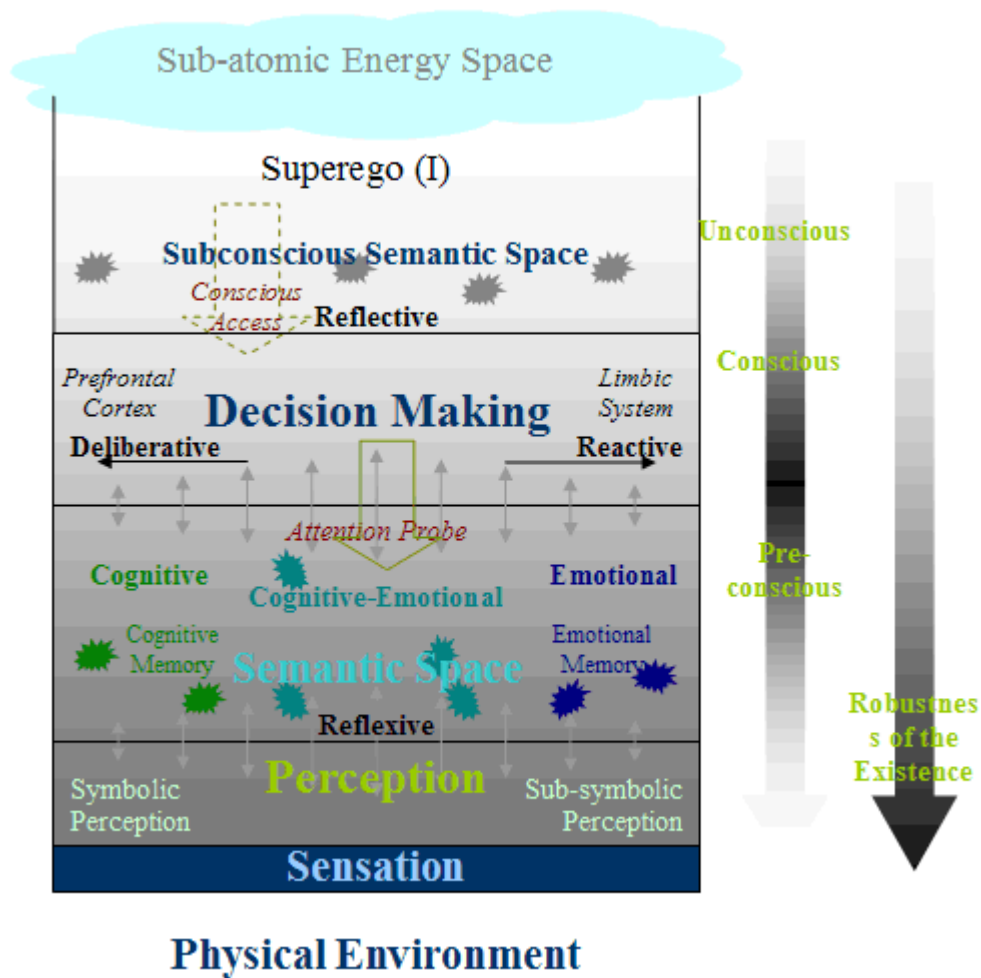 Sub-atomic Energy Space
Superego (I)
Unconscious
Subconscious Semantic Space
Conscious
Access
Reflective
Conscious
Prefrontal
Cortex
Limbic
System
Decision Making
Deliberative
Reactive
Attention Probe
Pre-
conscious
Cognitive
Emotional
Cognitive-Emotional
Cognitive
Memory
Emotional
Memory
Semantic Space
Reflexive
Robustnes
s of the
Existence
Perception
Symbolic
Perception
Sub-symbolic
Perception
Sensation
Physical Environment